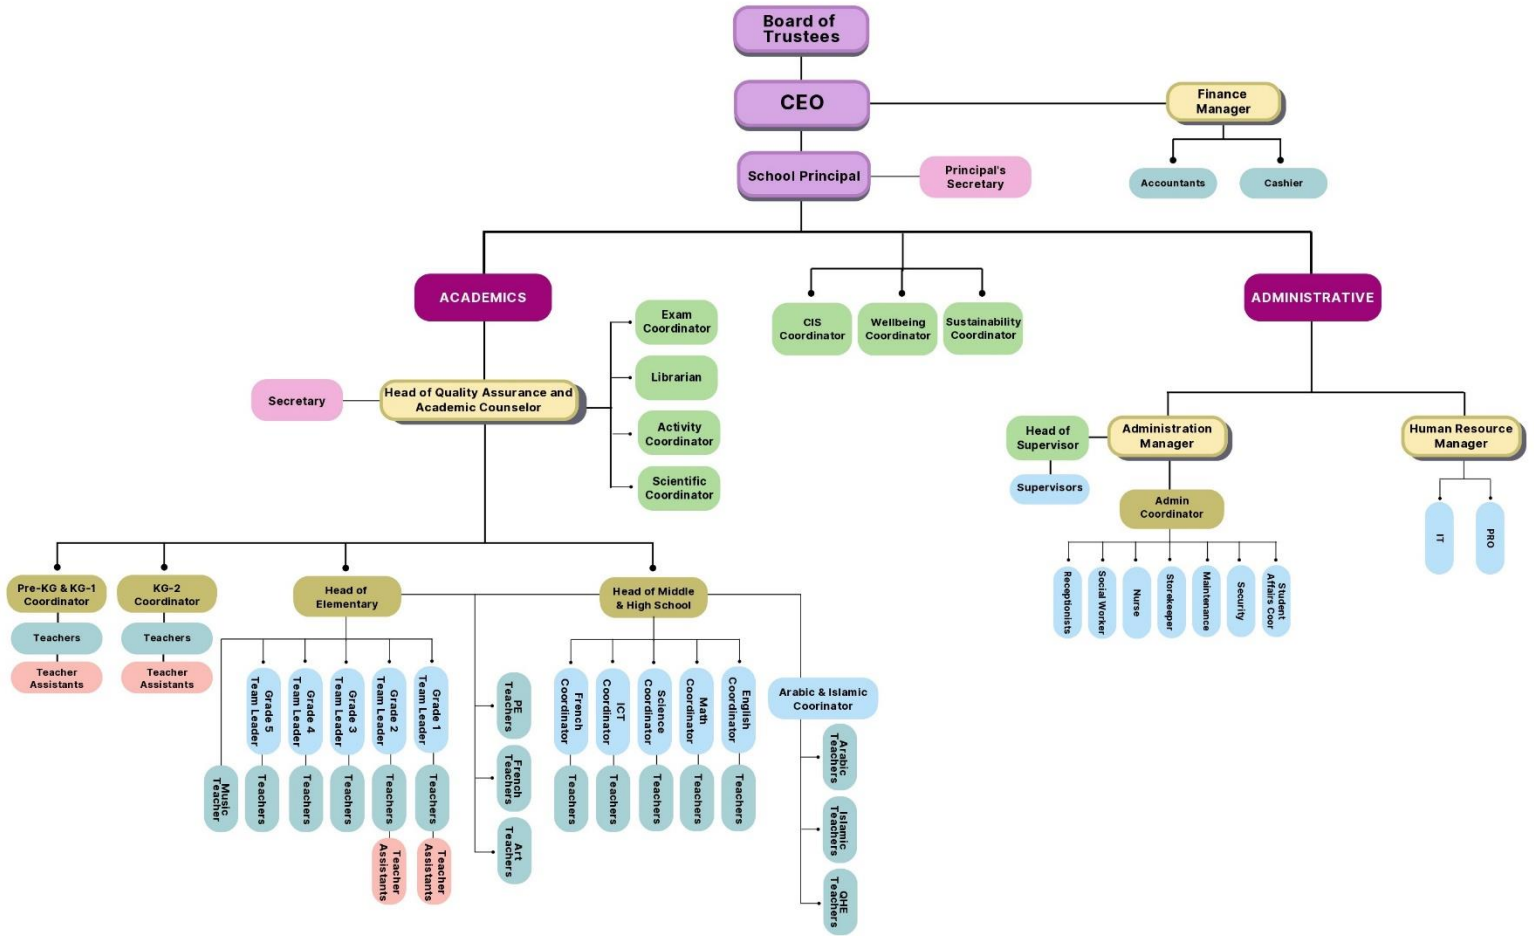 Board of
Trustees
CEO
Finance
Manager
School Principal
Principal's
Secretary
Accountants
Cashier
ACADEMICS
ADMINISTRATIVE
Exam
Coordinator
CIS
Coordinator
Wellbeing
Coordinator
Sustainability
Coordinator
Librarian
Secretary
Head of Quality Assurance and
Academic Counselor
Activity
Coordinator
Scientific
Coordinator
Head of
Supervisor
Administration
Manager
Human Resource
Manager
Supervisors
Admin
Coordinator
IT
PRO
Receptionists
Social Worker
Nurse
Storekeeper
Maintenance
Security
Student
Affairs Coor
Pre-KG & KG-1
Coordinator
KG-2
Coordinator
Head of
Elementary
Head of Middle
& High School
Teachers
Teachers
Teacher
Assistants
Teacher
Assistants
Grade 5
Team Leader
Grade 4
Team Leader
Grade 3
Team Leader
Grade 2
Team Leader
Grade 1
Team Leader
PE
Teachers
French
Coordinator
ICT
Coordinator
Science
Coordinator
Math
Coordinator
English
Coordinator
Arabic & Islamic
Coorinator
Music
Teacher
Teachers
Teachers
Teachers
Teachers
Teachers
French
Teachers
Teachers
Teachers
Teachers
Teachers
Teachers
Arabic
Teachers
Teacher
Assistants
Teacher
Assistants
Art
Teachers
Islamic
Teachers
QHE
Teachers